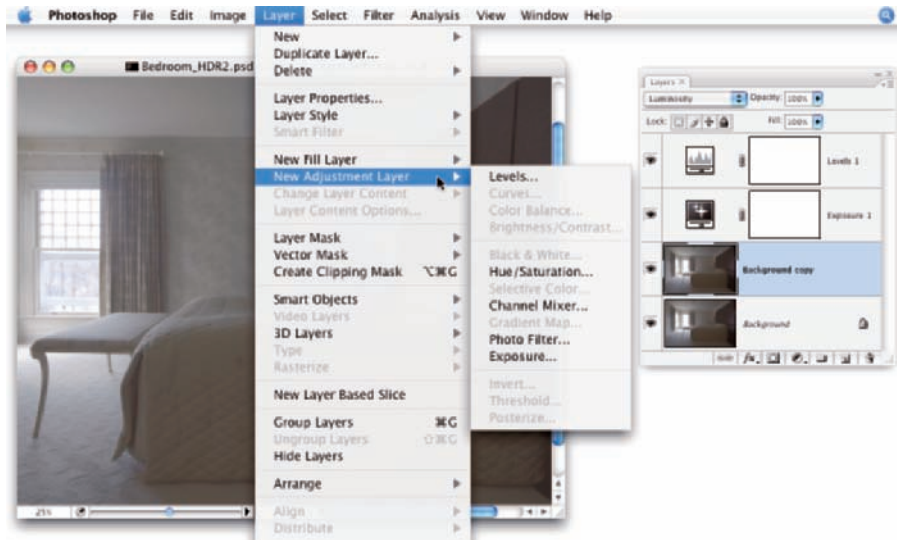 Photoshop File Edit Image Layer Select Filter Analysis View Window Help
Bedroom_HDR2.psd
New
Duplicate Layer...
Delete
Layer Properties...
Layer Style
Smart Filter
New Fill Layer
New Adjustment Layer
Change Layer Content
Layer Content Options...
Layer Mask
Vector Mask
Create Clipping Mask ⌥⌘G
Smart Objects
Video Layers
3D Layers
Type
Rasterize
New Layer Based Slice
Group Layers ⌘G
Ungroup Layers ⇧⌘G
Hide Layers
Arrange
Align
Distribute
Levels...
Curves...
Color Balance...
Brightness/Contrast...
Black & White...
Hue/Saturation...
Selective Color...
Channel Mixer...
Gradient Map...
Photo Filter...
Exposure...
Invert...
Threshold...
Posterize...
25%
Layers X
Luminosity Opacity: 100%
Lock: Fill: 100%
Levels 1
Exposure 1
Background copy
Background